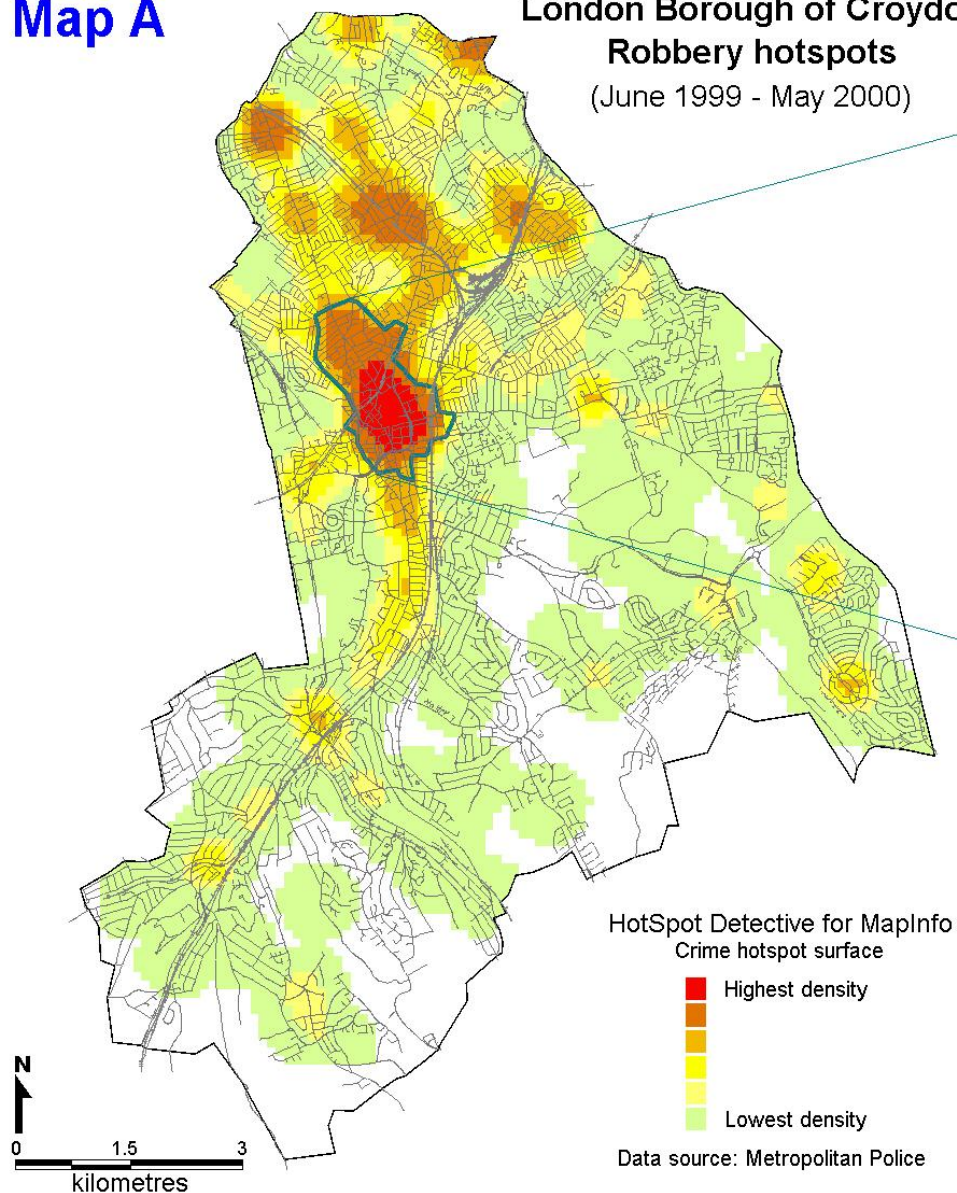 Map A
London Borough of Croydo
Robbery hotspots
(June 1999 - May 2000)
HotSpot Detective for MapInfo
Crime hotspot surface
Highest density
Lowest density
Data source: Metropolitan Police
N
0 1.5 3
kilometres